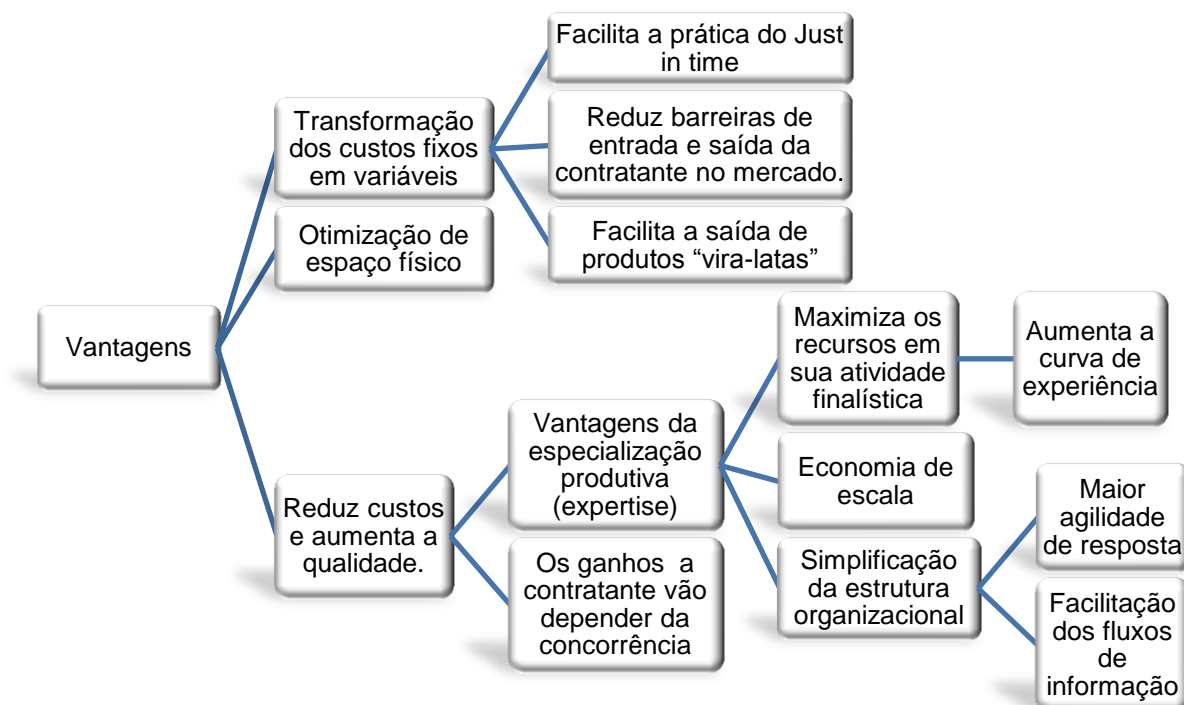 Vantagens
Transformação
dos custos fixos
em variáveis
Facilita a prática do Just
in time
Reduz barreiras de
entrada e saída da
contratante no mercado.
Facilita a saída de
produtos “vira-latas”
Otimização de
espaço físico
Reduz custos
e aumenta a
qualidade.
Vantagens da
especialização
produtiva
(expertise)
Maximiza os
recursos em
sua atividade
finalística
Aumenta a
curva de
experiência
Economia de
escala
Simplificação
da estrutura
organizacional
Maior
agilidade
de resposta
Facilitação
dos fluxos
de
informação
Os ganhos a
contratante vão
depender da
concorrência